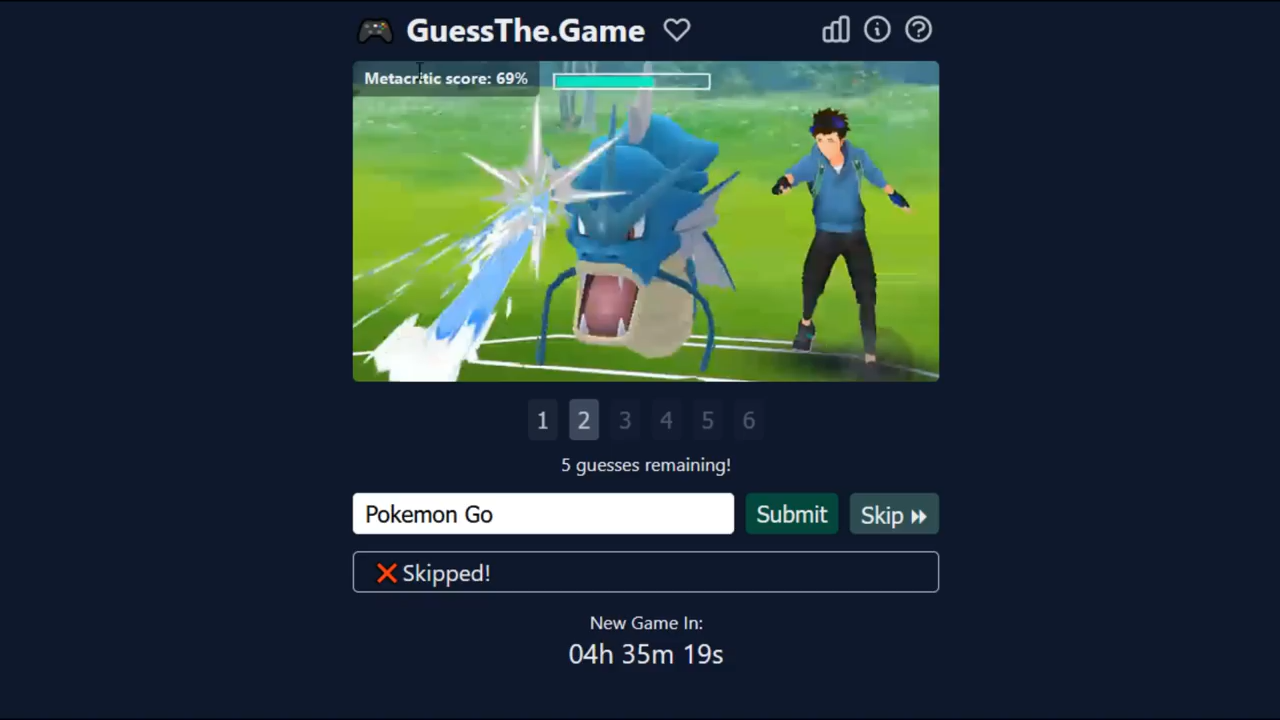 GuessThe.Game
Metacritic score: 69%
1 2 3 4 5 6
5 guesses remaining!
Pokemon Go
Submit
Skip
Skipped!
New Game In:
04h 35m 19s